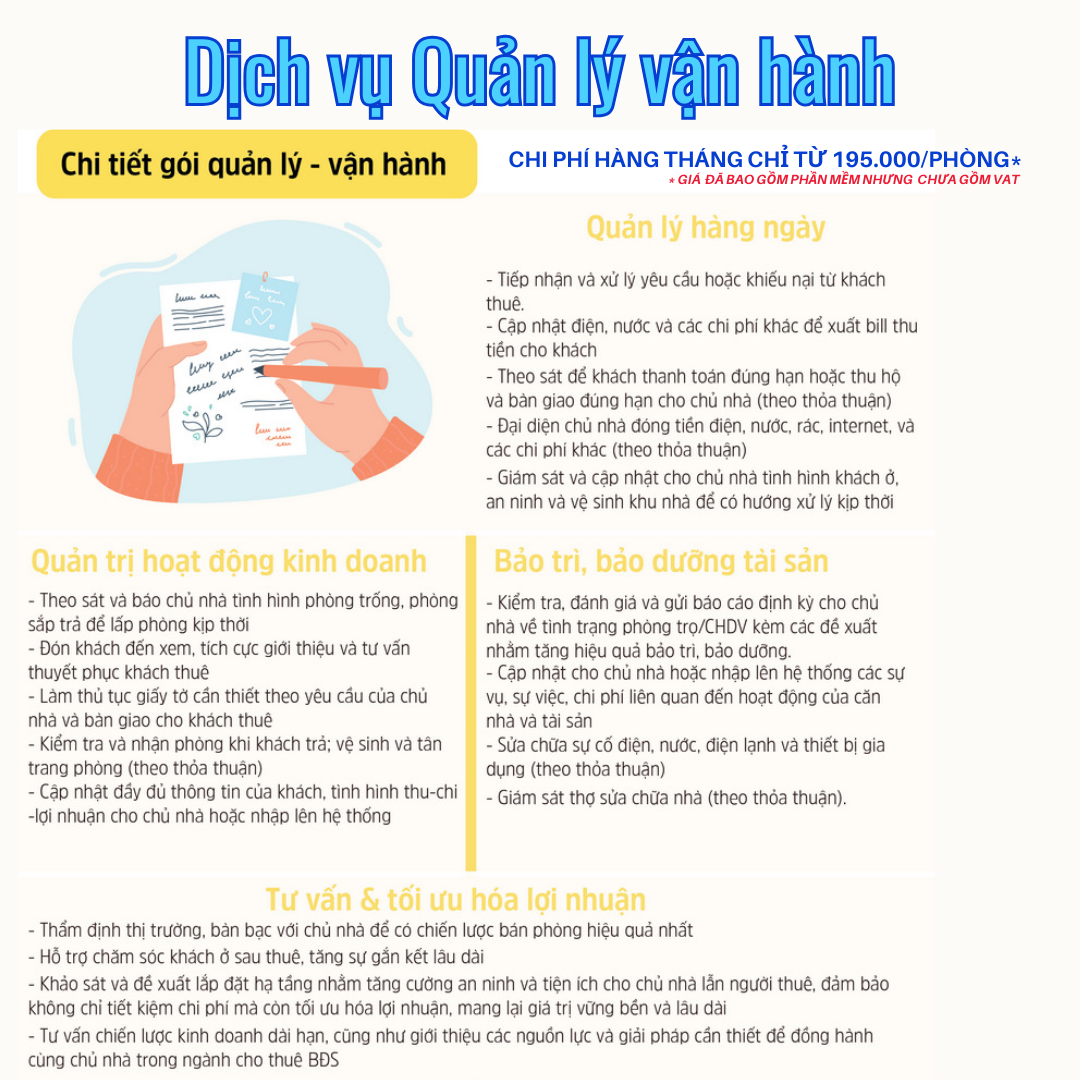 Dịch vụ Quản lý vận hành
Chi tiết gói quản lý - vận hành
CHI PHÍ HÀNG THÁNG CHỈ TỪ 195.000/PHÒNG*
* GIÁ ĐÃ BAO GỒM PHẦN MỀM NHƯNG CHƯA GỒM VAT
Quản lý hàng ngày
- Tiếp nhận và xử lý yêu cầu hoặc khiếu nại từ khách
thuê.
- Cập nhật điện, nước và các chi phí khác để xuất bill thu
tiền cho khách
- Theo sát để khách thanh toán đúng hạn hoặc thu hộ
và bàn giao đúng hạn cho chủ nhà (theo thỏa thuận)
- Đại diện chủ nhà đóng tiền điện, nước, rác, internet, và
các chi phí khác (theo thỏa thuận)
- Giám sát và cập nhật cho chủ nhà tình hình khách ở,
an ninh và vệ sinh khu nhà để có hướng xử lý kịp thời
Quản trị hoạt động kinh doanh
- Theo sát và báo chủ nhà tình hình phòng trống, phòng
sắp trả để lấp phòng kịp thời
- Đón khách đến xem, tích cực giới thiệu và tư vấn
thuyết phục khách thuê
- Làm thủ tục giấy tờ cần thiết theo yêu cầu của chủ
nhà và bàn giao cho khách thuê
- Kiểm tra và nhận phòng khi khách trả; vệ sinh và tân
trang phòng (theo thỏa thuận)
- Cập nhật đầy đủ thông tin của khách, tình hình thu-chi
-lợi nhuận cho chủ nhà hoặc nhập lên hệ thống
Bảo trì, bảo dưỡng tài sản
- Kiểm tra, đánh giá và gửi báo cáo định kỳ cho chủ
nhà về tình trạng phòng trọ/CHDV kèm các đề xuất
nhằm tăng hiệu quả bảo trì, bảo dưỡng.
- Cập nhật cho chủ nhà hoặc nhập lên hệ thống các sự
vụ, sự việc, chi phí liên quan đến hoạt động của căn
nhà và tài sản
- Sửa chữa sự cố điện, nước, điện lạnh và thiết bị gia
dụng (theo thỏa thuận)
- Giám sát thợ sửa chữa nhà (theo thỏa thuận).
Tư vấn & tối ưu hóa lợi nhuận
- Thẩm định thị trường, bàn bạc với chủ nhà để có chiến lược bán phòng hiệu quả nhất
- Hỗ trợ chăm sóc khách ở sau thuê, tăng sự gắn kết lâu dài
- Khảo sát và đề xuất lắp đặt hạ tầng nhằm tăng cường an ninh và tiện ích cho chủ nhà lẫn người thuê, đảm bảo
không chỉ tiết kiệm chi phí mà còn tối ưu hóa lợi nhuận, mang lại giá trị vững bền và lâu dài
- Tư vấn chiến lược kinh doanh dài hạn, cũng như giới thiệu các nguồn lực và giải pháp cần thiết để đồng hành
cùng chủ nhà trong ngành cho thuê BĐS